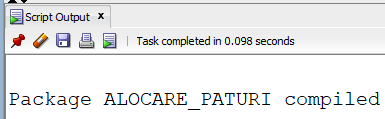 Script Output x
Task completed in 0.098 seconds
Package ALOCARE_PATURI compiled